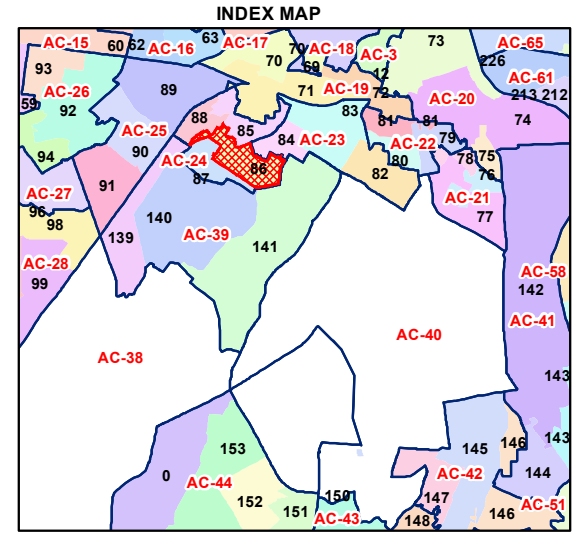 INDEX MAP
AC-15 60 62 AC-16 63 AC-17 70 AC-18 AC-3 73 AC-65
93 70 69 12 226
AC-26 89 71 AC-19 72 AC-20 AC-61
59 92 83 213 212
88 85 81 81 74
AC-25 84 AC-23 AC-22 79
94 90 AC-24 86 80 78 75
AC-27 91 87 82 76
96 98 140 AC-21 77
139 AC-39 141
AC-28 AC-58
99 142
AC-38 AC-40 AC-41
143
153 145 146 143
0 AC-44 AC-42 144
152 150 147 AC-51
151 AC-43 148 146